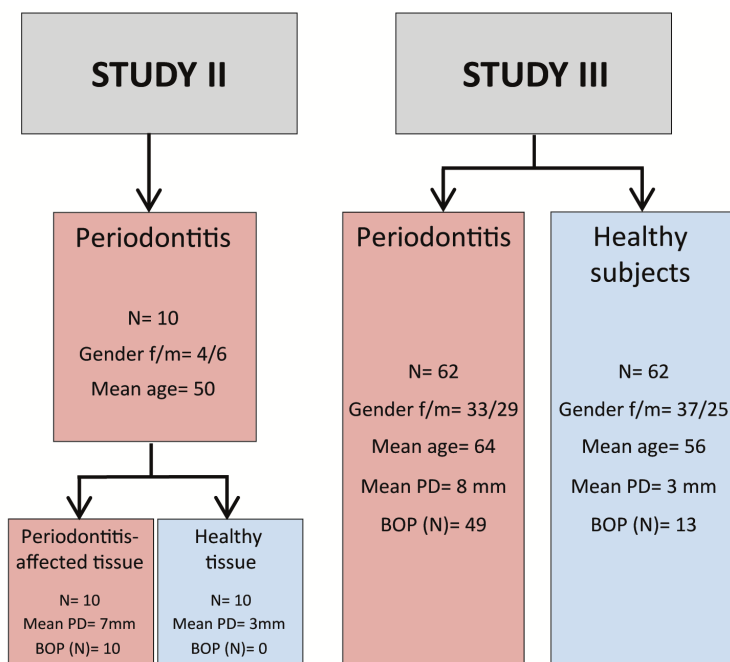 STUDY II
Periodontitis
N= 10
Gender f/m= 4/6
Mean age= 50
Periodontitis-
affected tissue
N= 10
Mean PD= 7mm
BOP (N)= 10
Healthy
tissue
N= 10
Mean PD= 3mm
BOP (N)= 0
STUDY III
Periodontitis
N= 62
Gender f/m= 33/29
Mean age= 64
Mean PD= 8 mm
BOP (N)= 49
Healthy
subjects
N= 62
Gender f/m= 37/25
Mean age= 56
Mean PD= 3 mm
BOP (N)= 13